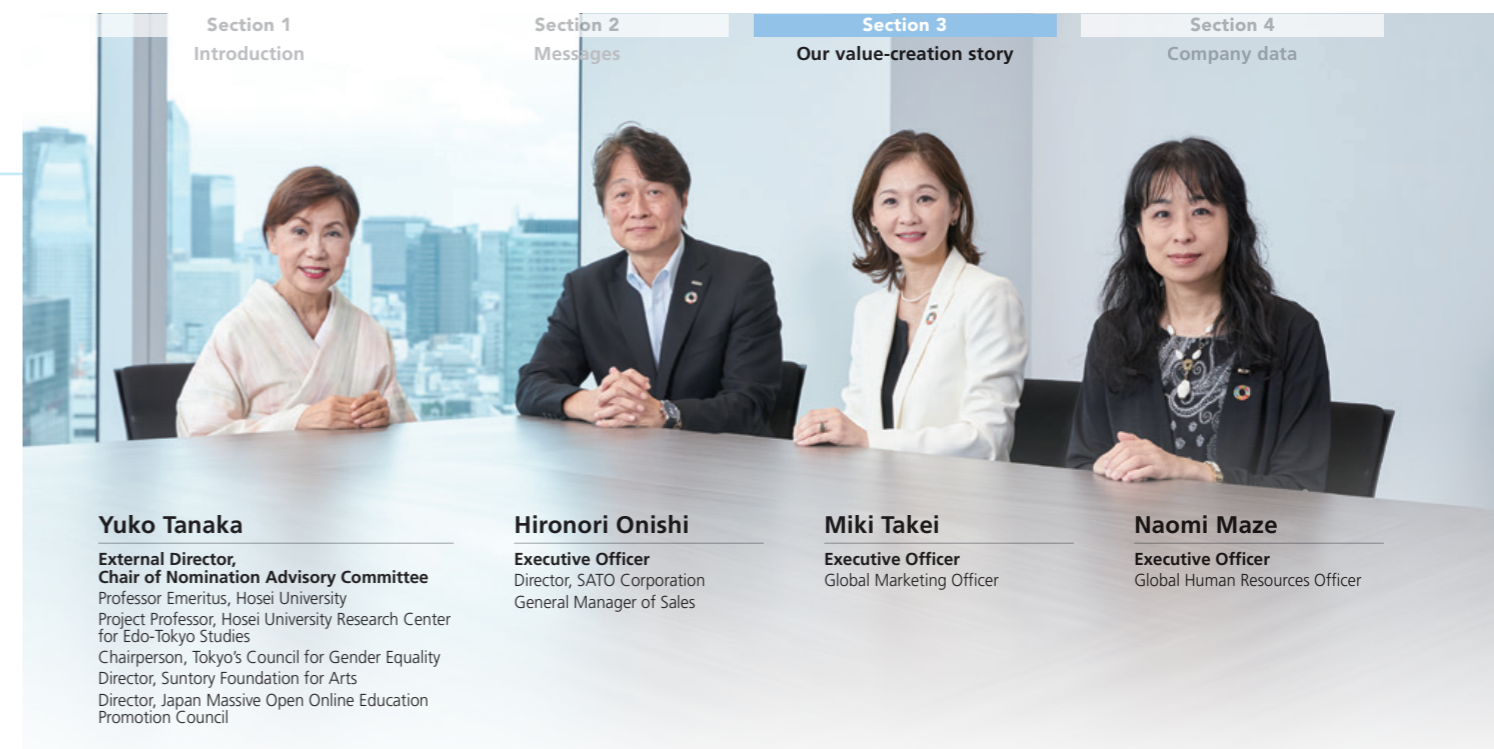 Section 1
Introduction
Section 2
Messages
Section 3
Our value-creation story
Section 4
Company data
Yuko Tanaka
External Director,
Chair of Nomination Advisory Committee
Professor Emeritus, Hosei University
Project Professor, Hosei University Research Center
for Edo-Tokyo Studies
Chairperson, Tokyo’s Council for Gender Equality
Director, Suntory Foundation for Arts
Director, Japan Massive Open Online Education
Promotion Council
Hironori Onishi
Executive Officer
Director, SATO Corporation
General Manager of Sales
Miki Takei
Executive Officer
Global Marketing Officer
Naomi Maze
Executive Officer
Global Human Resources Officer